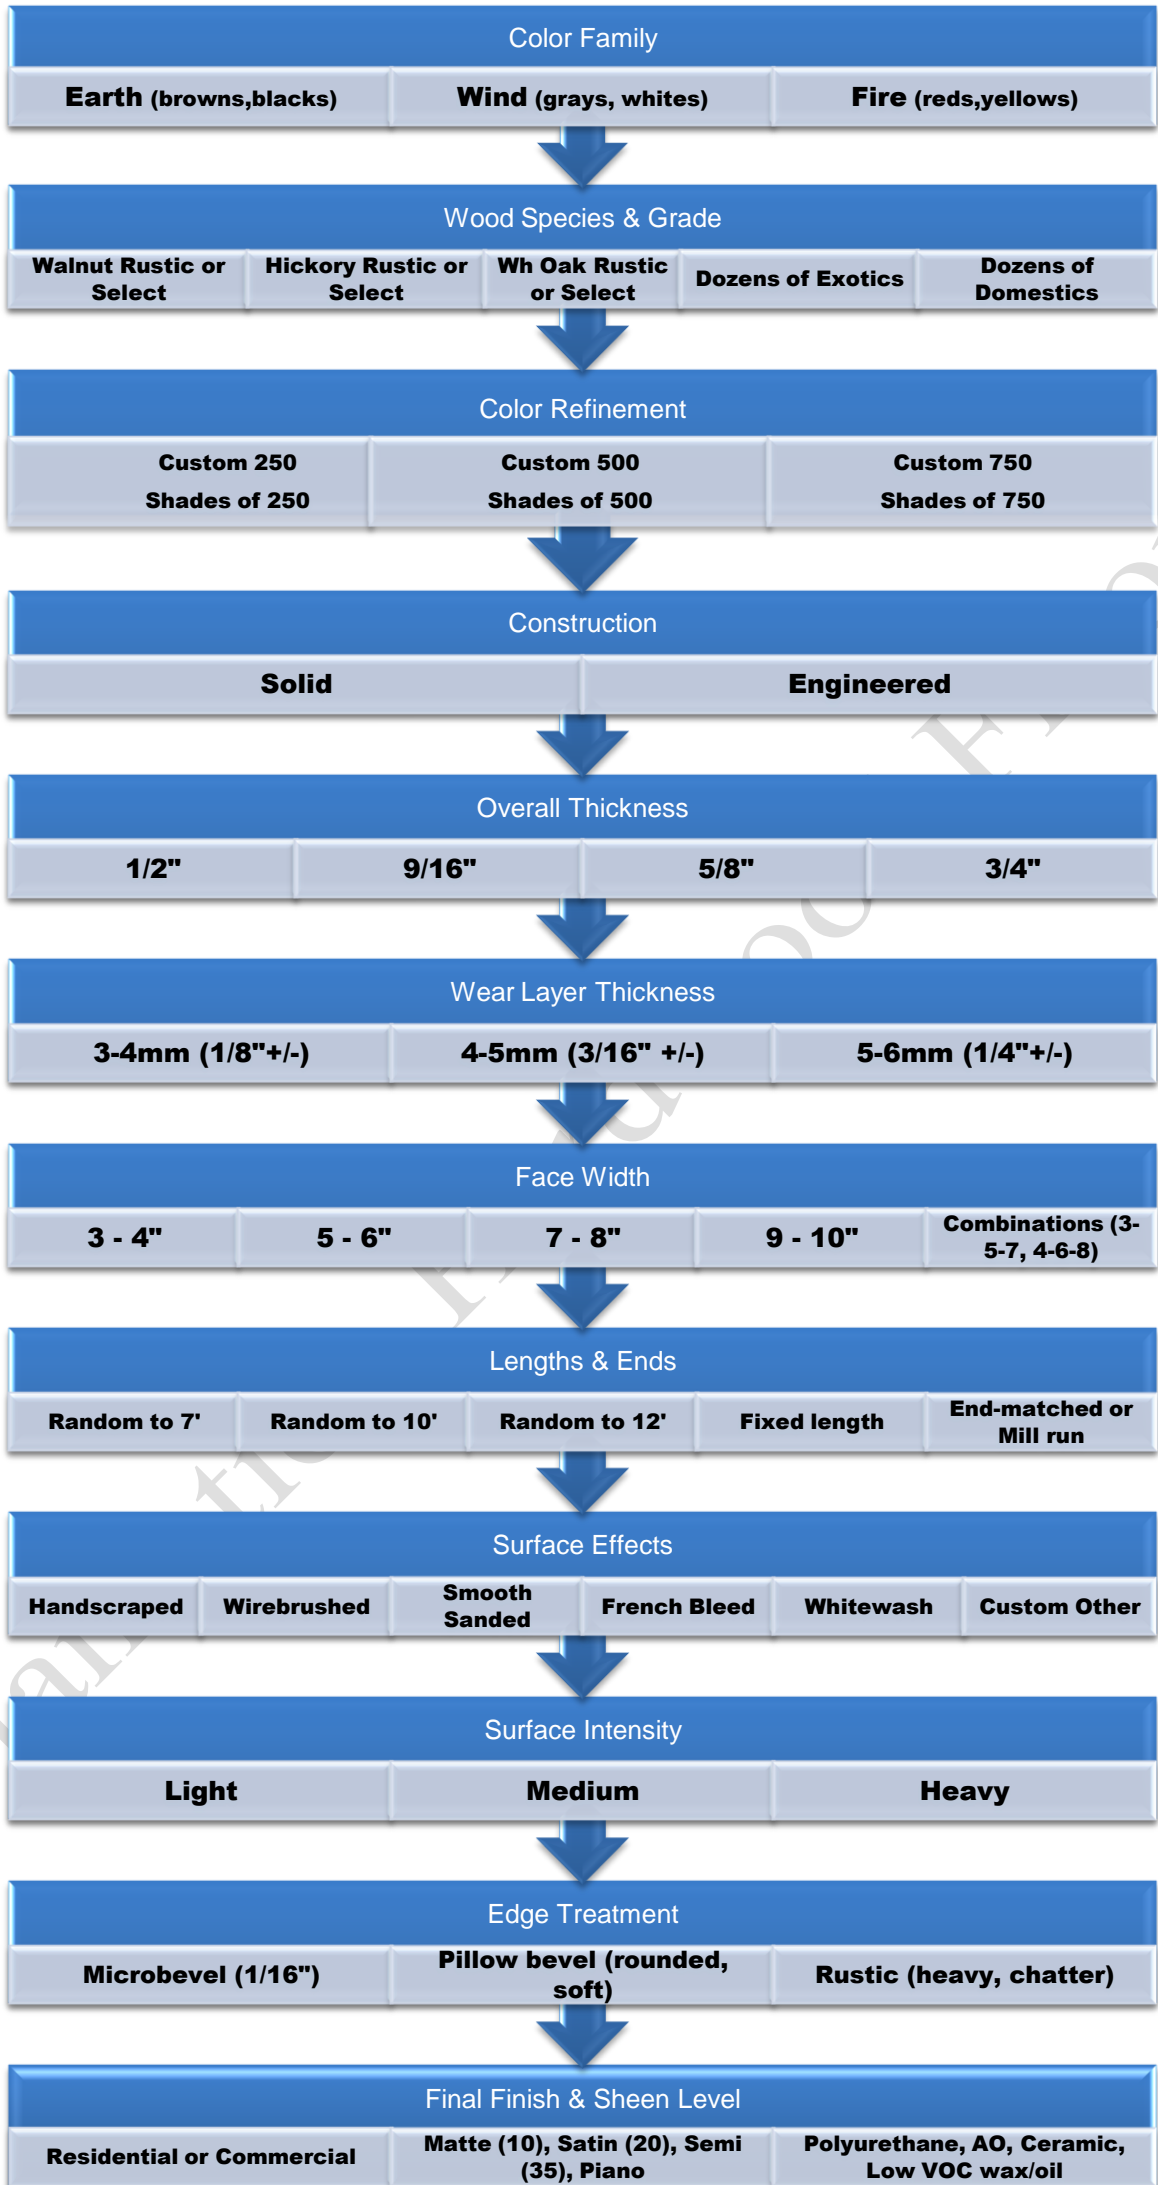 Color Family
Earth (browns,blacks)
Wind (grays, whites)
Fire (reds,yellows)
Wood Species & Grade
Walnut Rustic or
Select
Hickory Rustic or
Select
Wh Oak Rustic
or Select
Dozens of Exotics
Dozens of
Domestics
Color Refinement
Custom 250
Shades of 250
Custom 500
Shades of 500
Custom 750
Shades of 750
Construction
Solid
Engineered
Overall Thickness
1/2"
9/16"
5/8"
3/4"
Wear Layer Thickness
3-4mm (1/8"+/-)
4-5mm (3/16" +/-)
5-6mm (1/4"+/-)
Face Width
3 - 4"
5 - 6"
7 - 8"
9 - 10"
Combinations (3-
5-7, 4-6-8)
Lengths & Ends
Random to 7'
Random to 10'
Random to 12'
Fixed length
End-matched or
Mill run
Surface Effects
Handscraped
Wirebrushed
Smooth
Sanded
French Bleed
Whitewash
Custom Other
Surface Intensity
Light
Medium
Heavy
Edge Treatment
Microbevel (1/16")
Pillow bevel (rounded,
soft)
Rustic (heavy, chatter)
Final Finish & Sheen Level
Residential or Commercial
Matte (10), Satin (20), Semi
(35), Piano
Polyurethane, AO, Ceramic,
Low VOC wax/oil